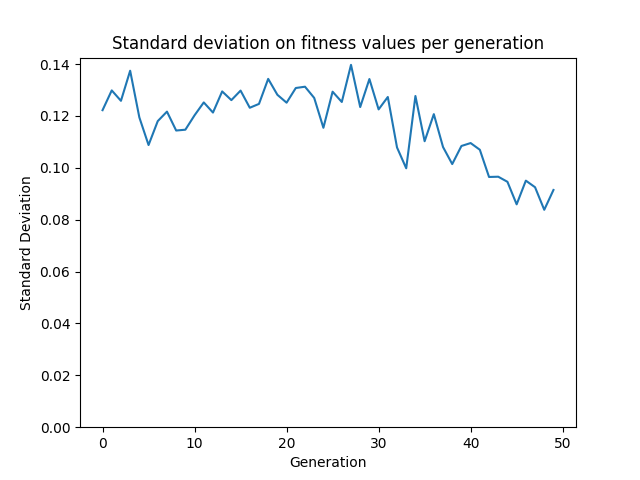 Standard deviation on fitness values per generation
Standard Deviation
0.14
0.12
0.10
0.08
0.06
0.04
0.02
0.00
0 10 20 30 40 50
Generation